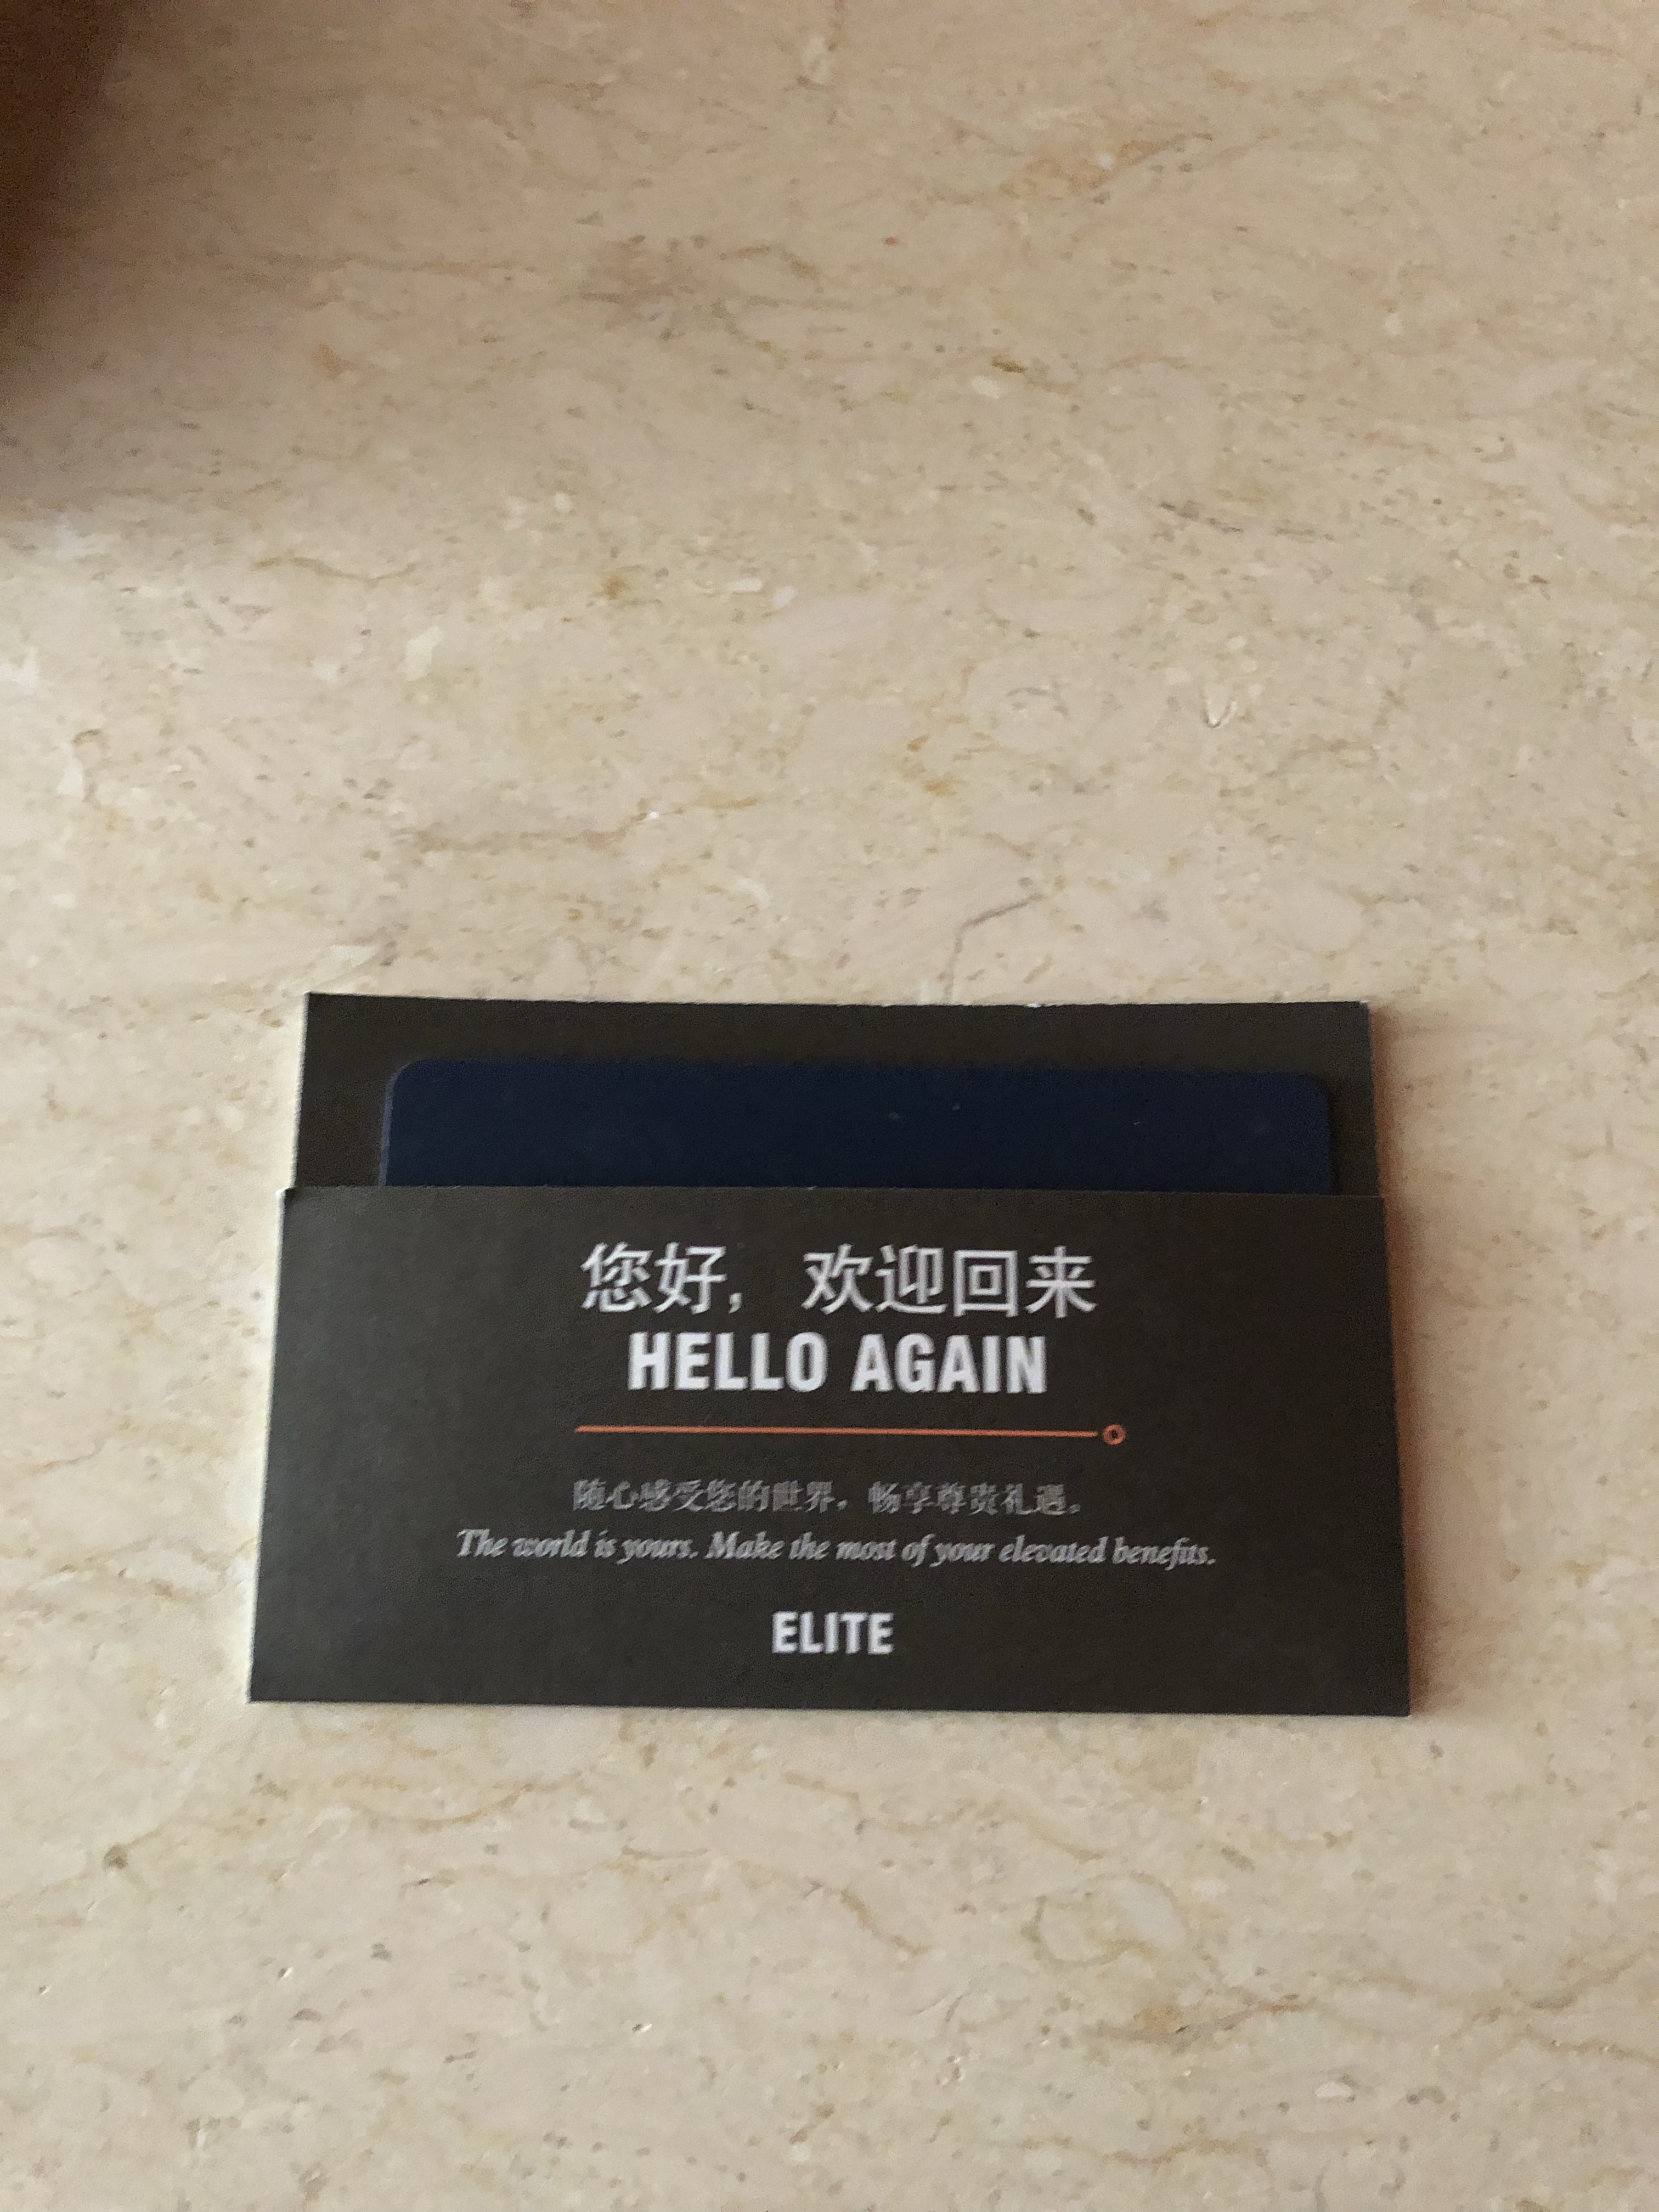 您好，欢迎回来
HELLO AGAIN
随心感受您的世界，畅享尊贵礼遇。
The world is yours. Make the most of your elevated benefits.
ELITE